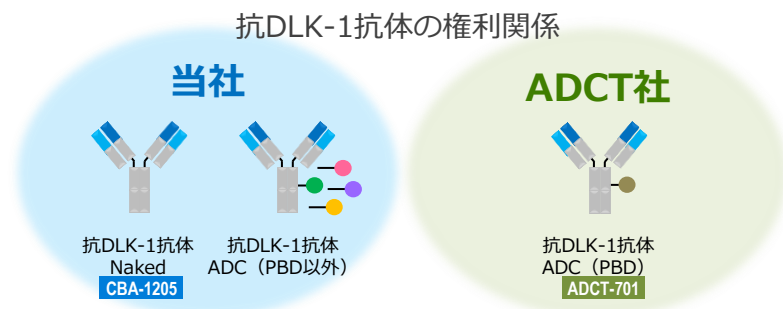 抗DLK-1抗体の権利関係
当社
ADCT社
抗DLK-1抗体
Naked
CBA-1205
抗DLK-1抗体
ADC（PBD以外）
抗DLK-1抗体
ADC（PBD）
ADCT-701